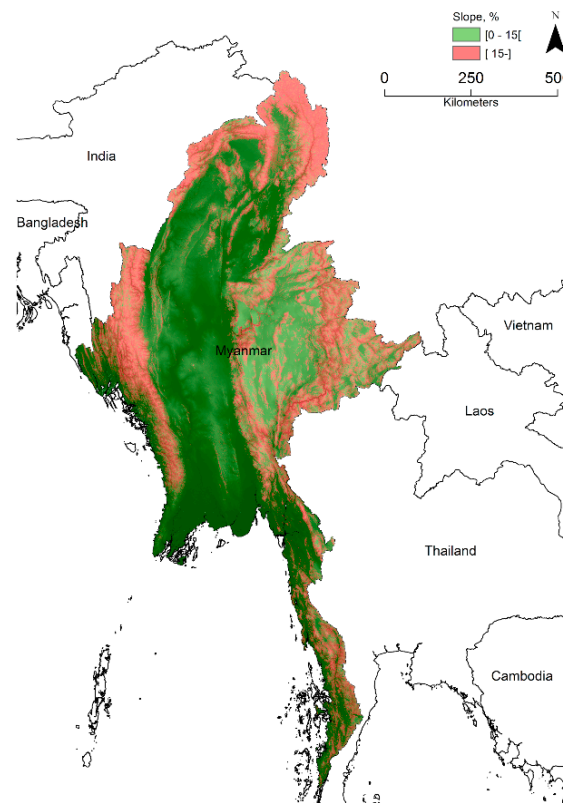 Slope, %
[0 - 15[
[ 15-]
N
0 250 500
Kilometers
India
Bangladesh
Myanmar
Vietnam
Laos
Thailand
Cambodia